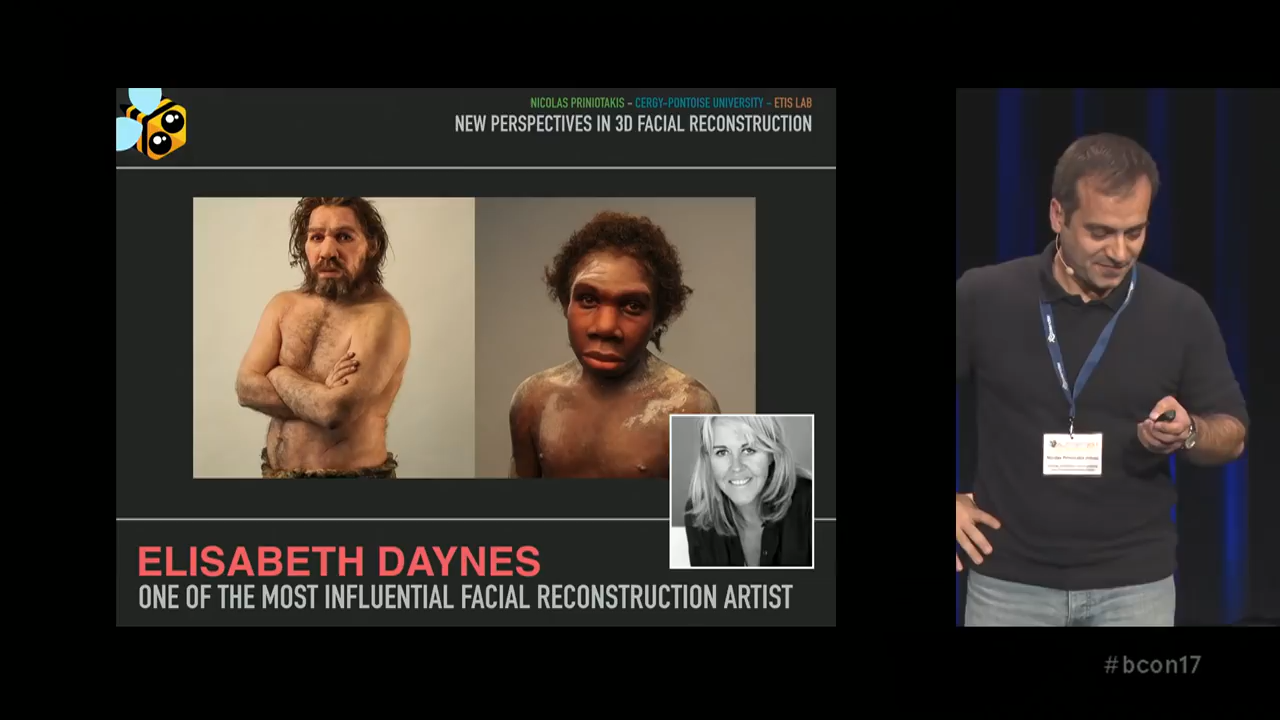 NICOLAS PRINIOTAKIS - CERGY-PONTOISE UNIVERSITY - ETIS LAB
NEW PERSPECTIVES IN 3D FACIAL RECONSTRUCTION
ELISABETH DAYNES
ONE OF THE MOST INFLUENTIAL FACIAL RECONSTRUCTION ARTIST
#bcon17